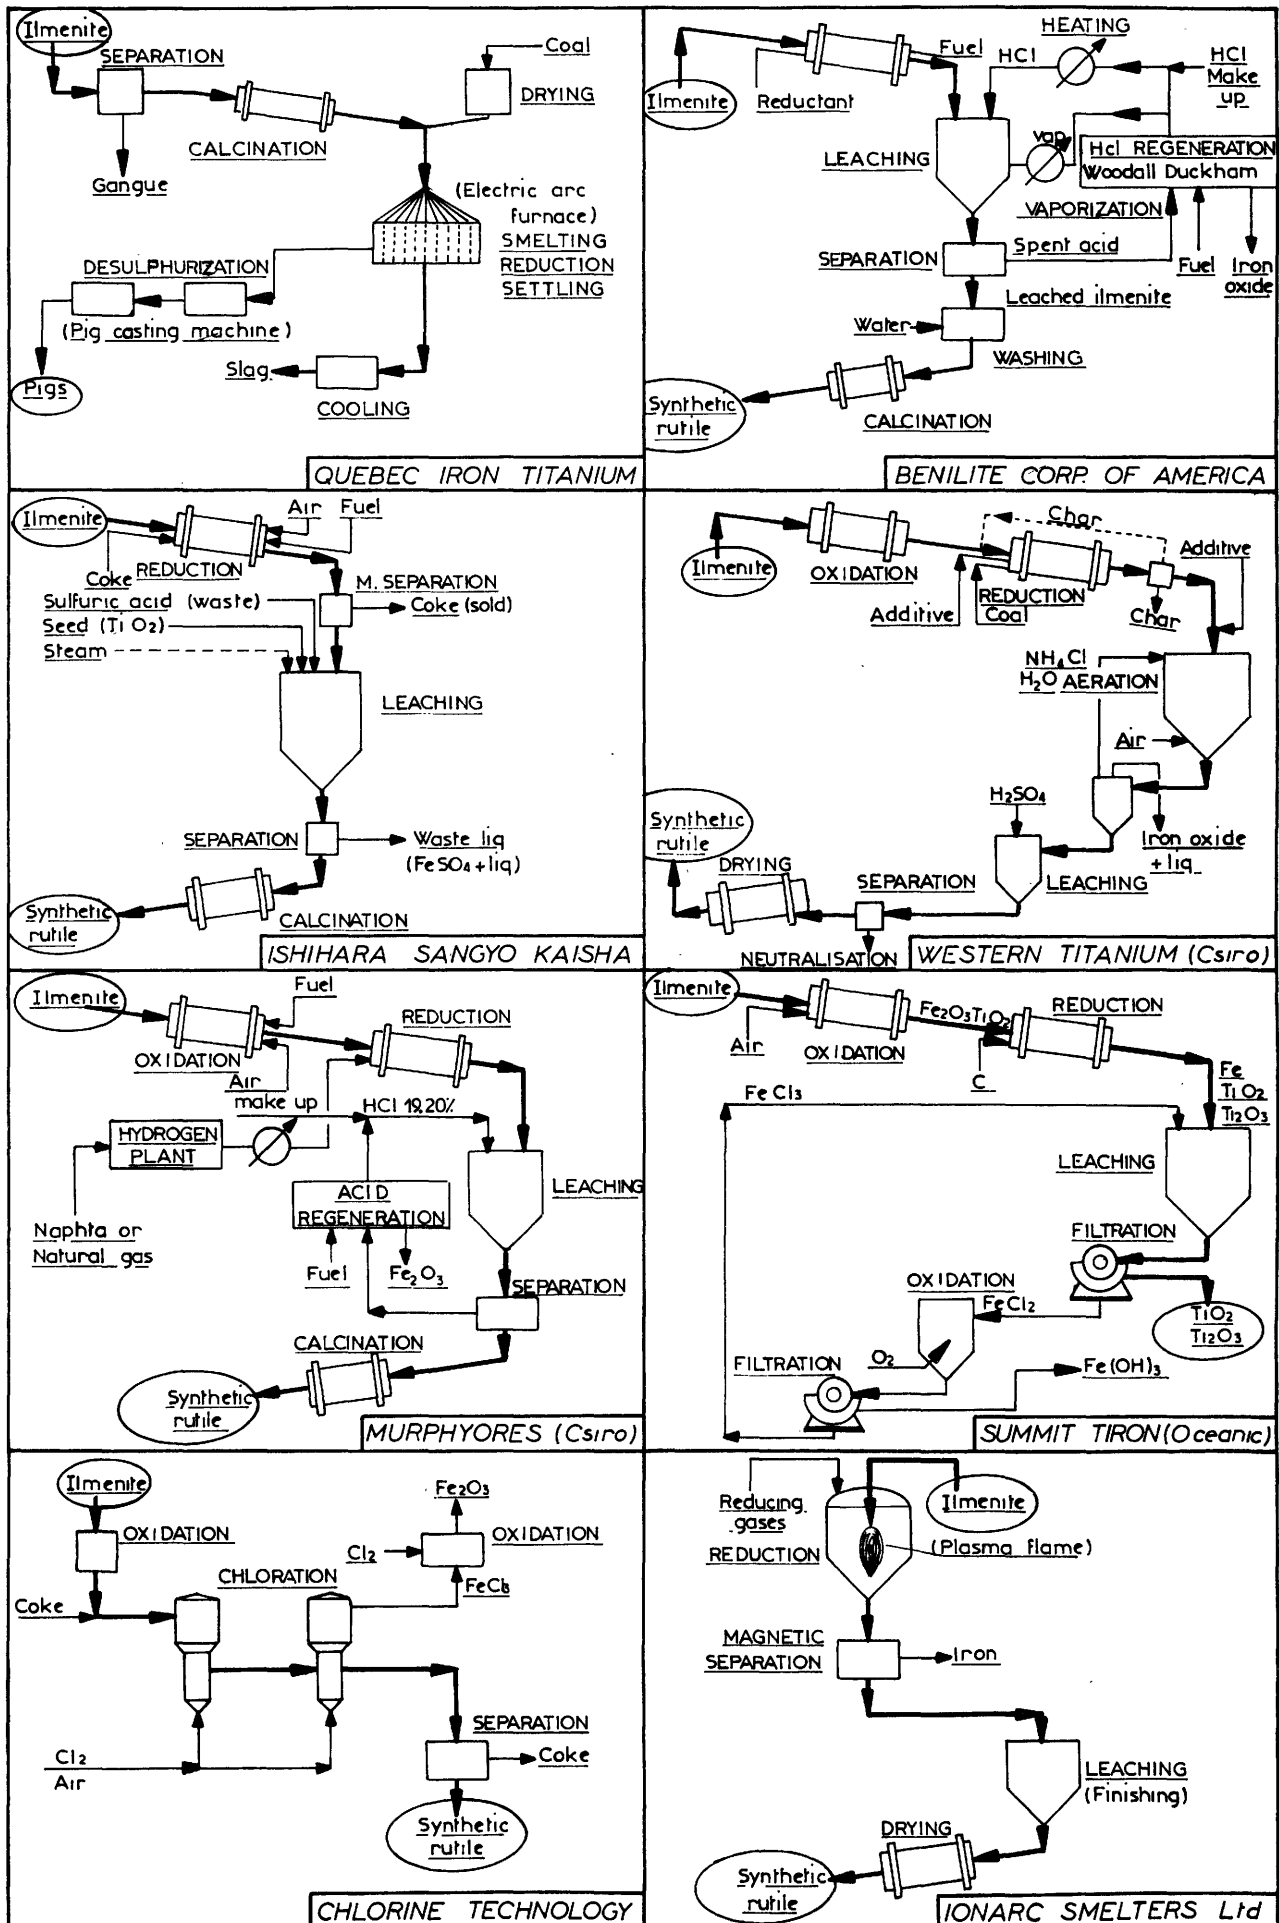 Ilmenite
SEPARATION
Coal
DRYING
CALCINATION
Gangue
(Electric arc
furnace)
SMELTING
REDUCTION
SETTLING
DESULPHURIZATION
(Pig casting machine)
Slag
Pigs
COOLING
QUEBEC IRON TITANIUM
HEATING
Fuel
HCl
HCl
Make
up
Ilmenite
Reductant
LEACHING
vap
Hcl REGENERATION
Woodall Duckham
VAPORIZATION
Spent acid
SEPARATION
Fuel
Iron
oxide
Leached ilmenite
Water
WASHING
Synthetic
rutile
CALCINATION
BENILITE CORP. OF AMERICA
Ilmenite
Air
Fuel
Coke
REDUCTION
M. SEPARATION
Sulfuric acid (waste)
Coke (sold)
Seed (Ti O2)
Steam
LEACHING
SEPARATION
Waste liq
(FeSO4+liq)
Synthetic
rutile
CALCINATION
ISHIHARA SANGYO KAISHA
Char
Additive
Ilmenite
OXIDATION
REDUCTION
Additive
Coal
Char
NH4Cl
H2O AERATION
Air
H2SO4
Synthetic
rutile
Iron oxide
+ liq
DRYING
SEPARATION
LEACHING
NEUTRALISATION
WESTERN TITANIUM (Csiro)
Ilmenite
Fuel
REDUCTION
OXIDATION
Air
make up
HCl 19,20%
HYDROGEN
PLANT
LEACHING
ACID
REGENERATION
Naphta or
Natural gas
Fuel
Fe2O3
SEPARATION
CALCINATION
Synthetic
rutile
MURPHYORES (Csiro)
Ilmenite
Fe2O3TiO2
REDUCTION
Air
OXIDATION
C
Fe
TiO2
Ti2O3
FeCl3
LEACHING
FILTRATION
OXIDATION
FeCl2
TiO2
Ti2O3
O2
FILTRATION
Fe(OH)3
SUMMIT TIRON (Oceanic)
Ilmenite
Fe2O3
OXIDATION
OXIDATION
Cl2
CHLORATION
FeCl3
Coke
SEPARATION
Cl2
Air
Coke
Synthetic
rutile
CHLORINE TECHNOLOGY
Reducing
gases
Ilmenite
REDUCTION
(Plasma flame)
MAGNETIC
SEPARATION
Iron
LEACHING
(Finishing)
DRYING
Synthetic
rutile
IONARC SMELTERS Ltd